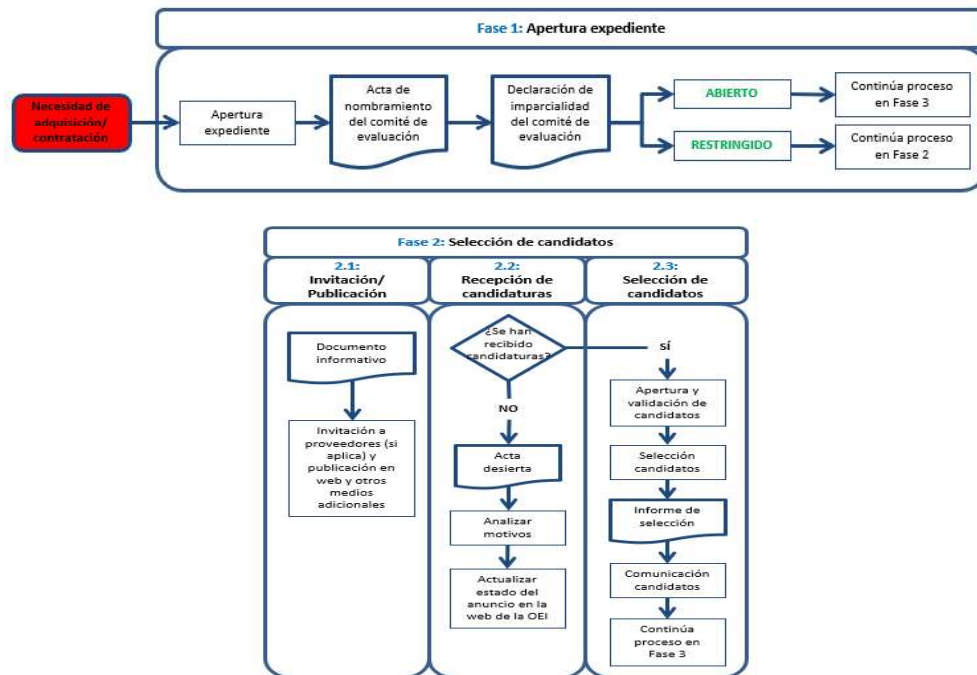 Fase 1: Apertura expediente
Necesidad de
adquisición/
contratación
Apertura
expediente
Acta de
nombramiento
del comité de
evaluación
Declaración de
imparcialidad
del comité de
evaluación
ABIERTO
Continúa proceso
en Fase 3
RESTRINGIDO
Continúa proceso
en Fase 2
Fase 2: Selección de candidatos
2.1:
Invitación/
Publicación
2.2:
Recepción de
candidaturas
2.3:
Selección de
candidatos
Documento
informativo
Invitación a
proveedores (si
aplica) y
publicación en
web y otros
medios
adicionales
¿Se han
recibido
candidaturas?
NO
Acta
desierta
Analizar
motivos
Actualizar
estado del
anuncio en la
web de la OEI
SÍ
Apertura y
validación de
candidatos
Selección
candidatos
Informe de
selección
Comunicación
candidatos
Continúa
proceso en
Fase 3